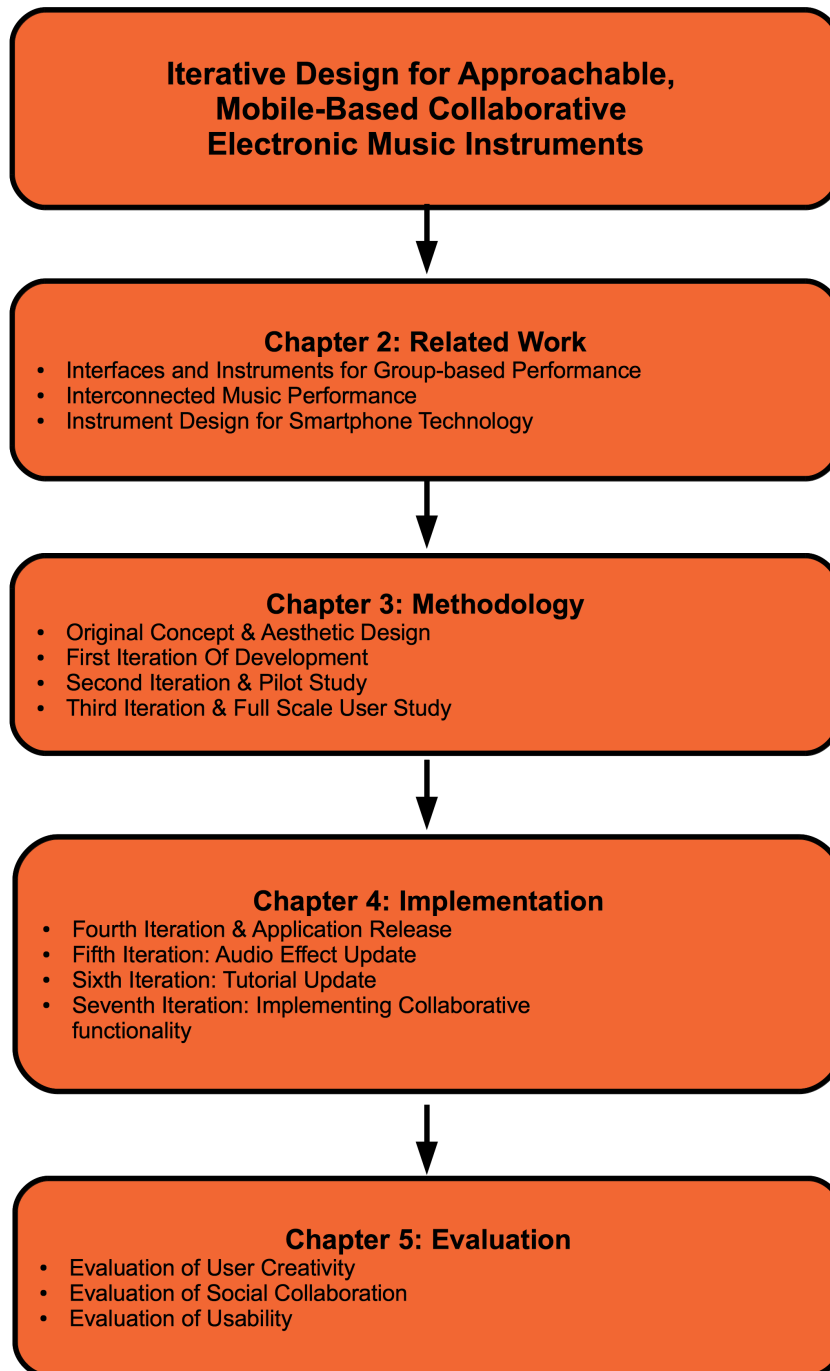 Iterative Design for Approachable,
Mobile-Based Collaborative
Electronic Music Instruments
Chapter 2: Related Work
• Interfaces and Instruments for Group-based Performance
• Interconnected Music Performance
• Instrument Design for Smartphone Technology
Chapter 3: Methodology
• Original Concept & Aesthetic Design
• First Iteration Of Development
• Second Iteration & Pilot Study
• Third Iteration & Full Scale User Study
Chapter 4: Implementation
• Fourth Iteration & Application Release
• Fifth Iteration: Audio Effect Update
• Sixth Iteration: Tutorial Update
• Seventh Iteration: Implementing Collaborative
functionality
Chapter 5: Evaluation
• Evaluation of User Creativity
• Evaluation of Social Collaboration
• Evaluation of Usability